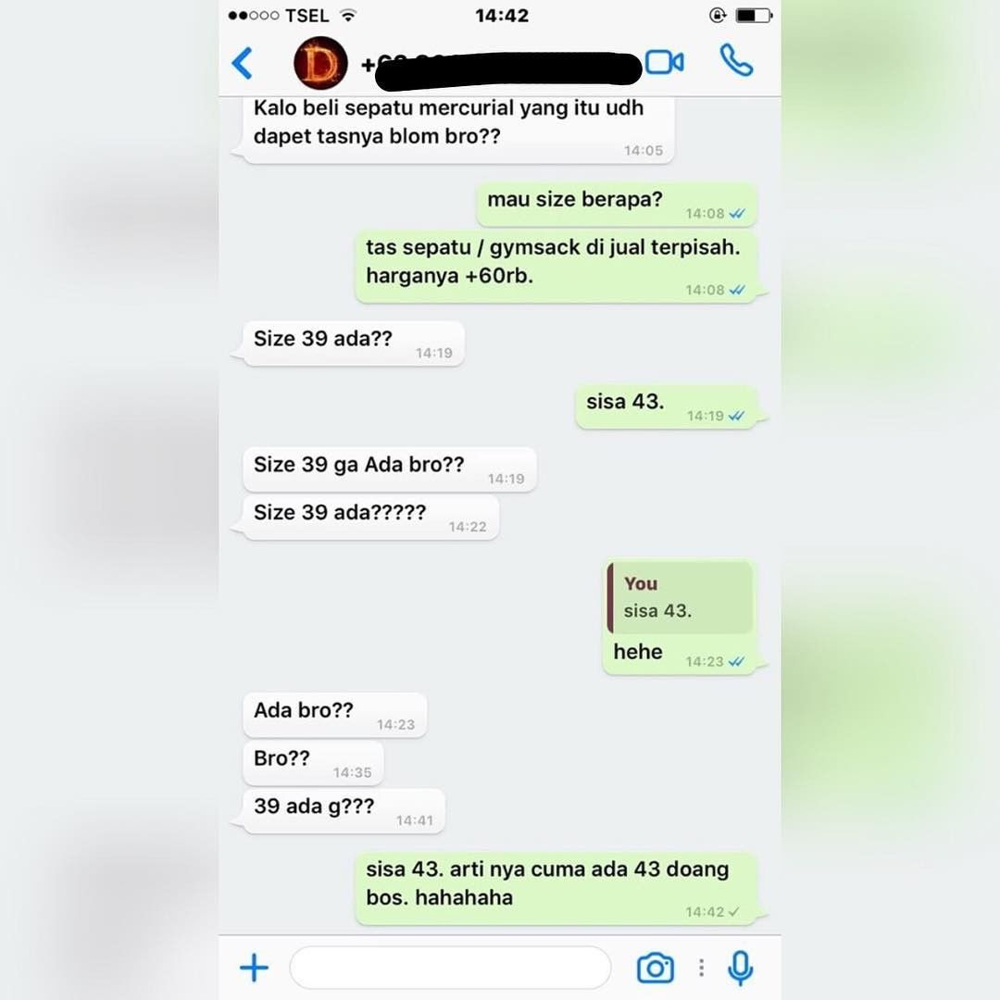 TSEL
14:42
D
Kalo beli sepatu mercurial yang itu udh
dapet tasnya blom bro??
14:05
mau size berapa?
14:08
tas sepatu / gymsack di jual terpisah.
harganya +60rb.
14:08
Size 39 ada??
14:19
sisa 43.
14:19
Size 39 ga Ada bro??
14:19
Size 39 ada?????
14:22
You
sisa 43.
hehe
14:23
Ada bro??
14:23
Bro??
14:35
39 ada g???
14:41
sisa 43. arti nya cuma ada 43 doang
bos. hahahaha
14:42